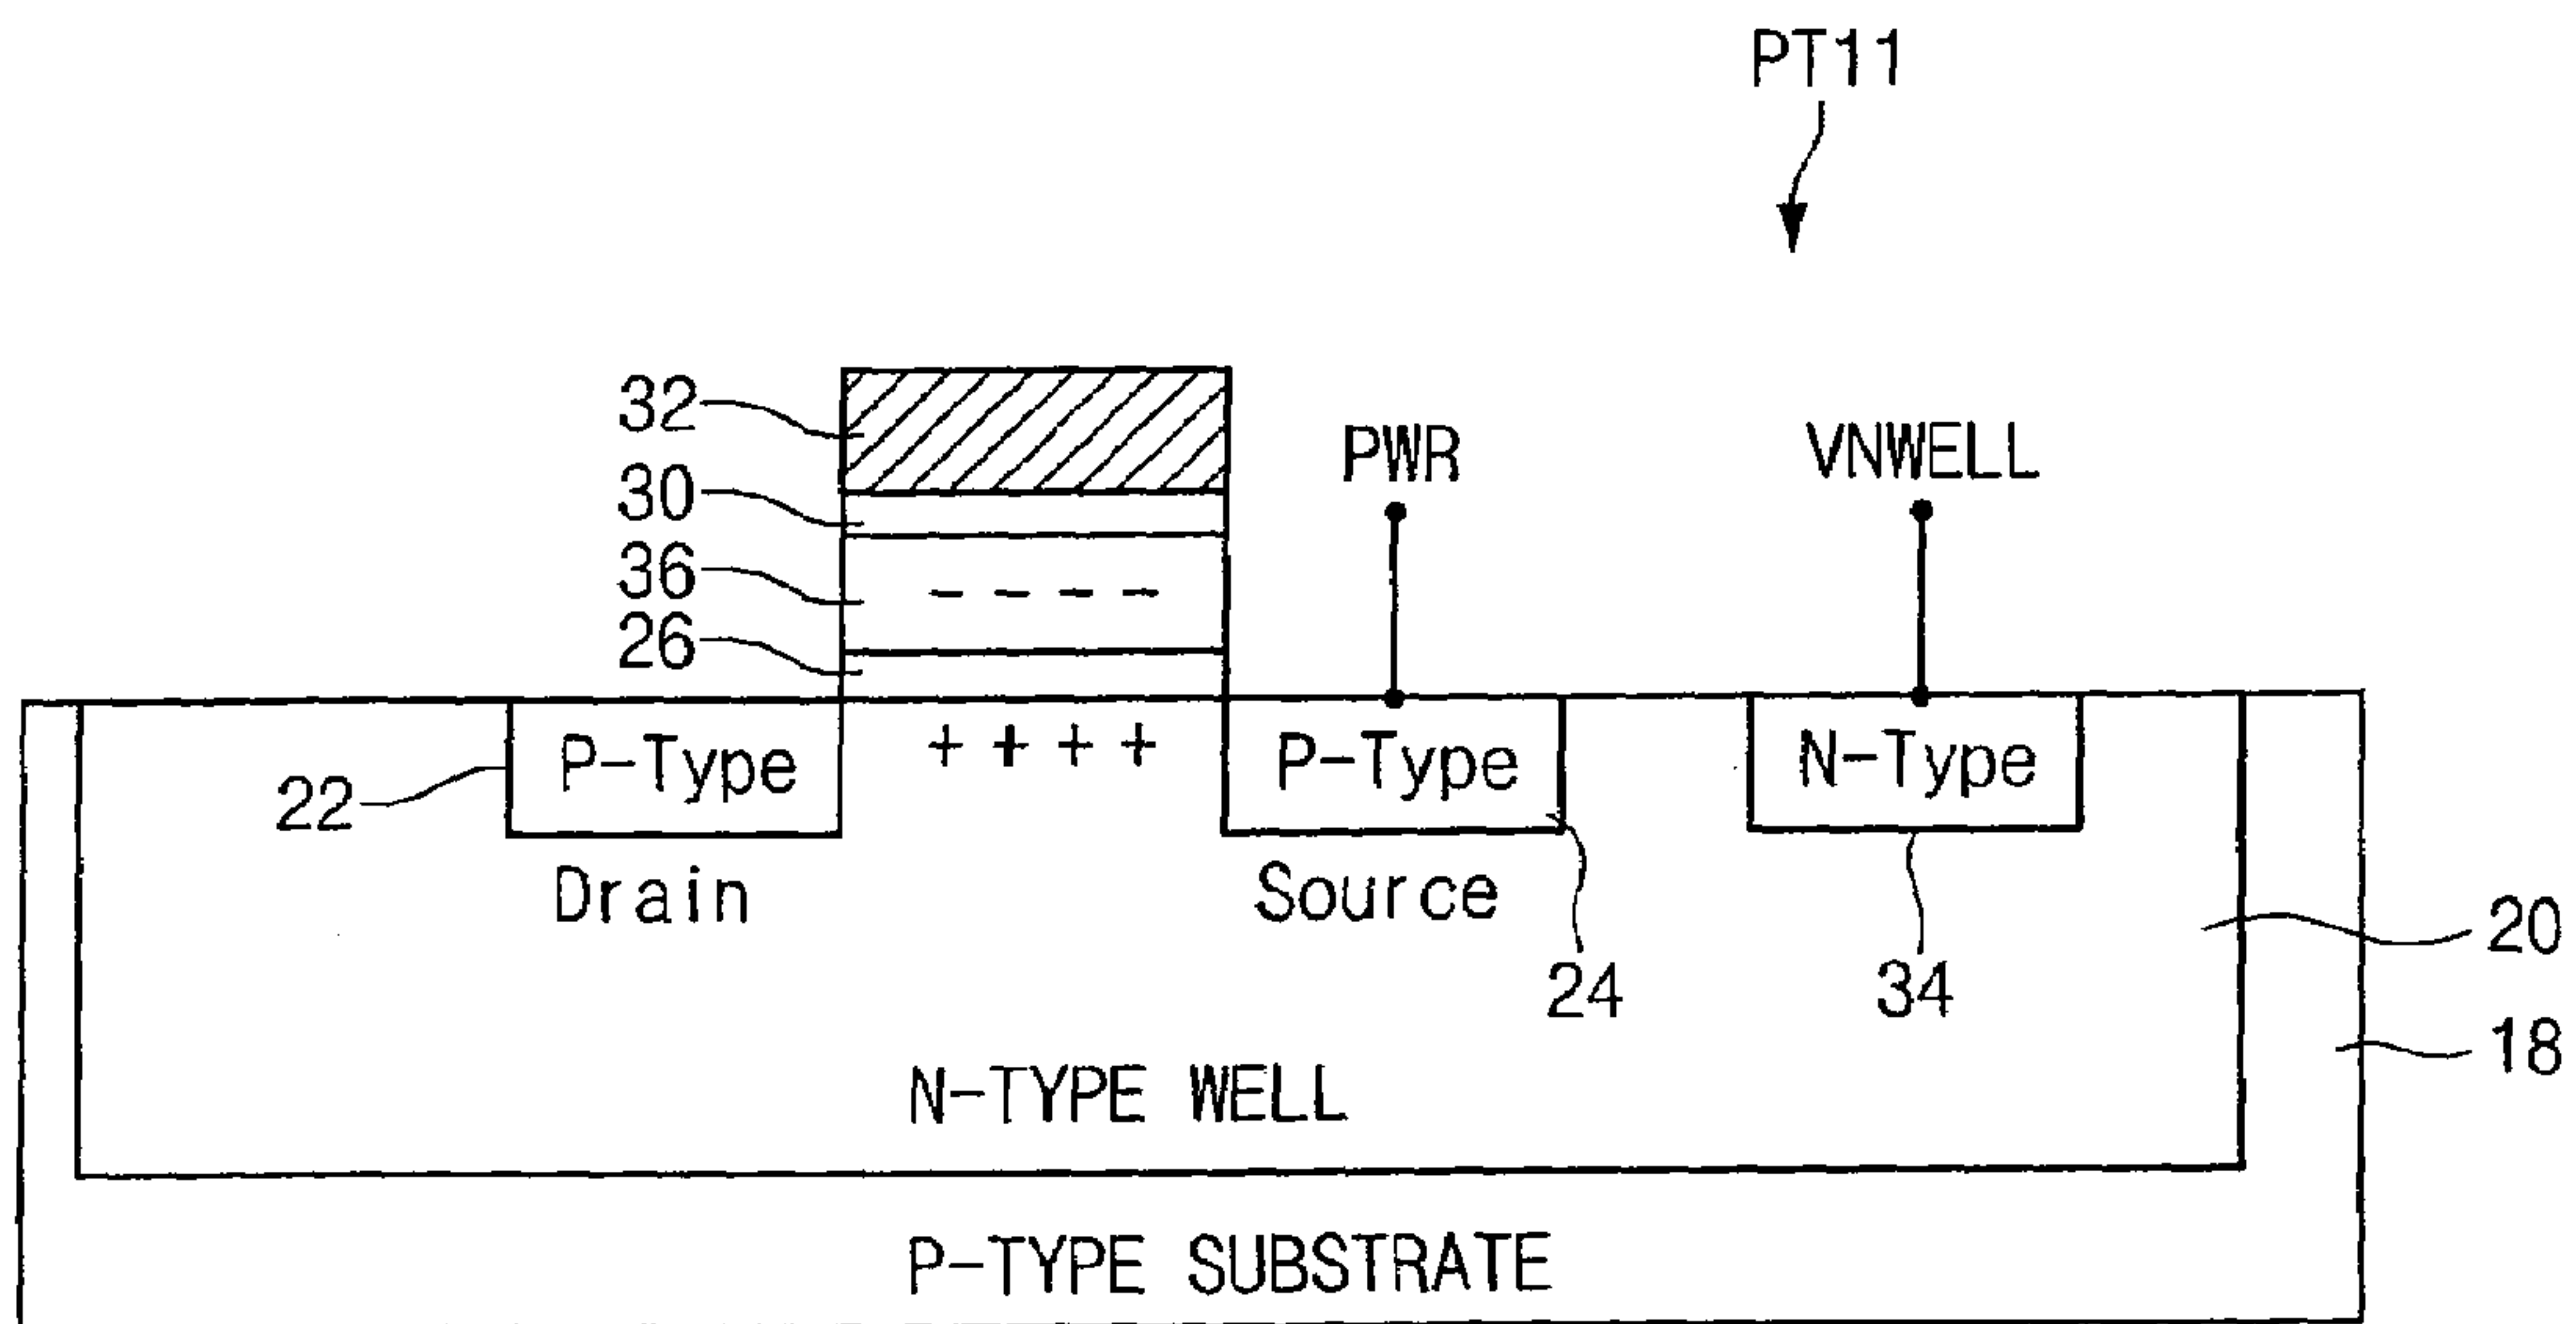 PT11
32
PWR
VNWELL
30
36
- - - -
26
P-Type
+ + + +
P-Type
N-Type
22
Drain
Source
20
24
34
18
N-TYPE WELL
P-TYPE SUBSTRATE